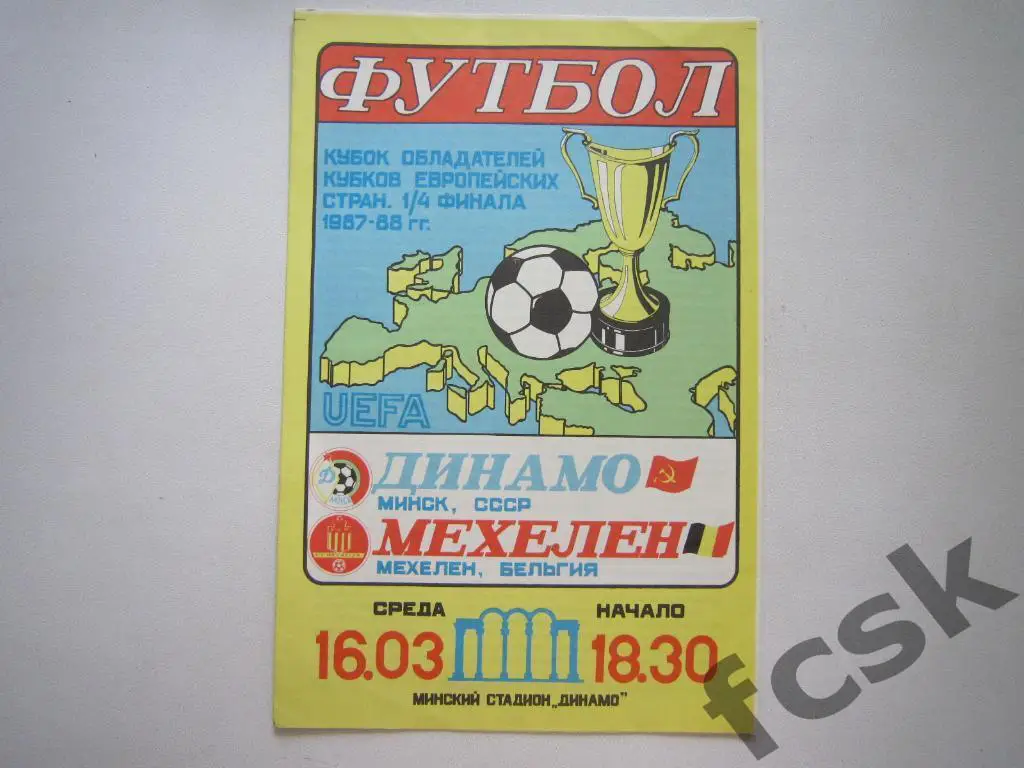 ФУТБОЛ
КУБОК ОБЛАДАТЕЛЕЙ
КУБКОВ ЕВРОПЕЙСКИХ
СТРАН. 1/4 ФИНАЛА
1987-88 гг.
UEFA
ДИНАМО
МИНСК, СССР
МЕХЕЛЕН
МЕХЕЛЕН, БЕЛЬГИЯ
СРЕДА
16.03
НАЧАЛО
18.30
МИНСКИЙ СТАДИОН „ДИНАМО"
fcsk